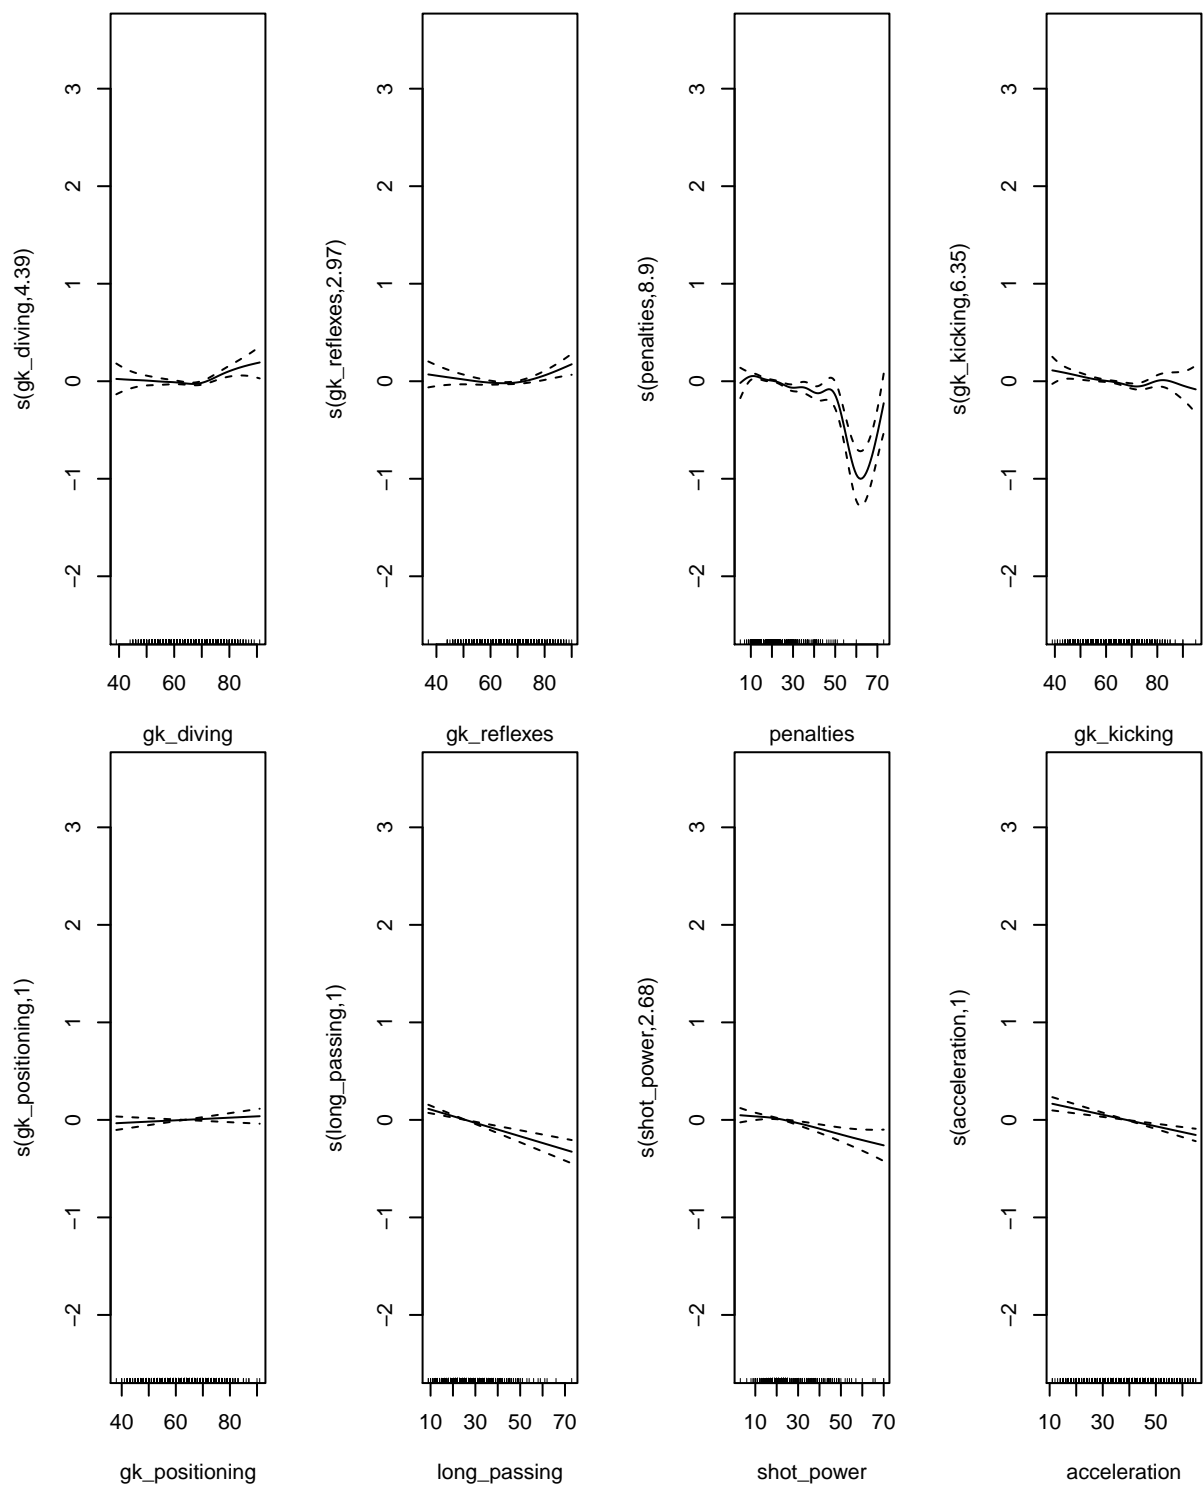 3 3 3 3
2 2 2 2
1 1 1 1
0 0 0 0
−1 −1 −1 −1
−2 −2 −2 −2
s(gk_diving,4.39) s(gk_reflexes,2.97) s(penalties,8.9) s(gk_kicking,6.35)
40 60 80 40 60 80 10 30 50 70 40 60 80
gk_diving gk_reflexes penalties gk_kicking
3 3 3 3
2 2 2 2
1 1 1 1
0 0 0 0
−1 −1 −1 −1
−2 −2 −2 −2
s(gk_positioning,1) s(long_passing,1) s(shot_power,2.68) s(acceleration,1)
40 60 80 10 30 50 70 10 30 50 70 10 30 50
gk_positioning long_passing shot_power acceleration